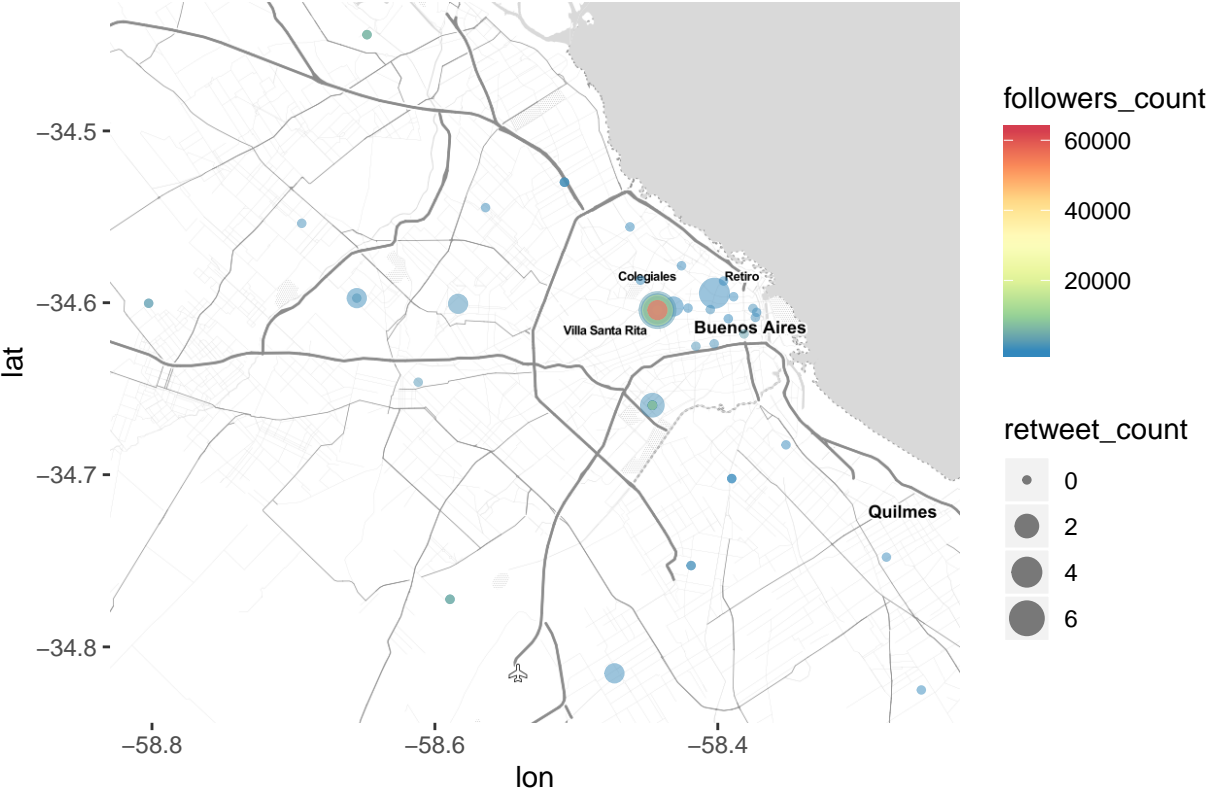 followers_count
60000
40000
20000
retweet_count
0
2
4
6
lat
−34.5
−34.6
−34.7
−34.8
Colegiales
Retiro
Villa Santa Rita
Buenos Aires
Quilmes
−58.8
−58.6
−58.4
lon